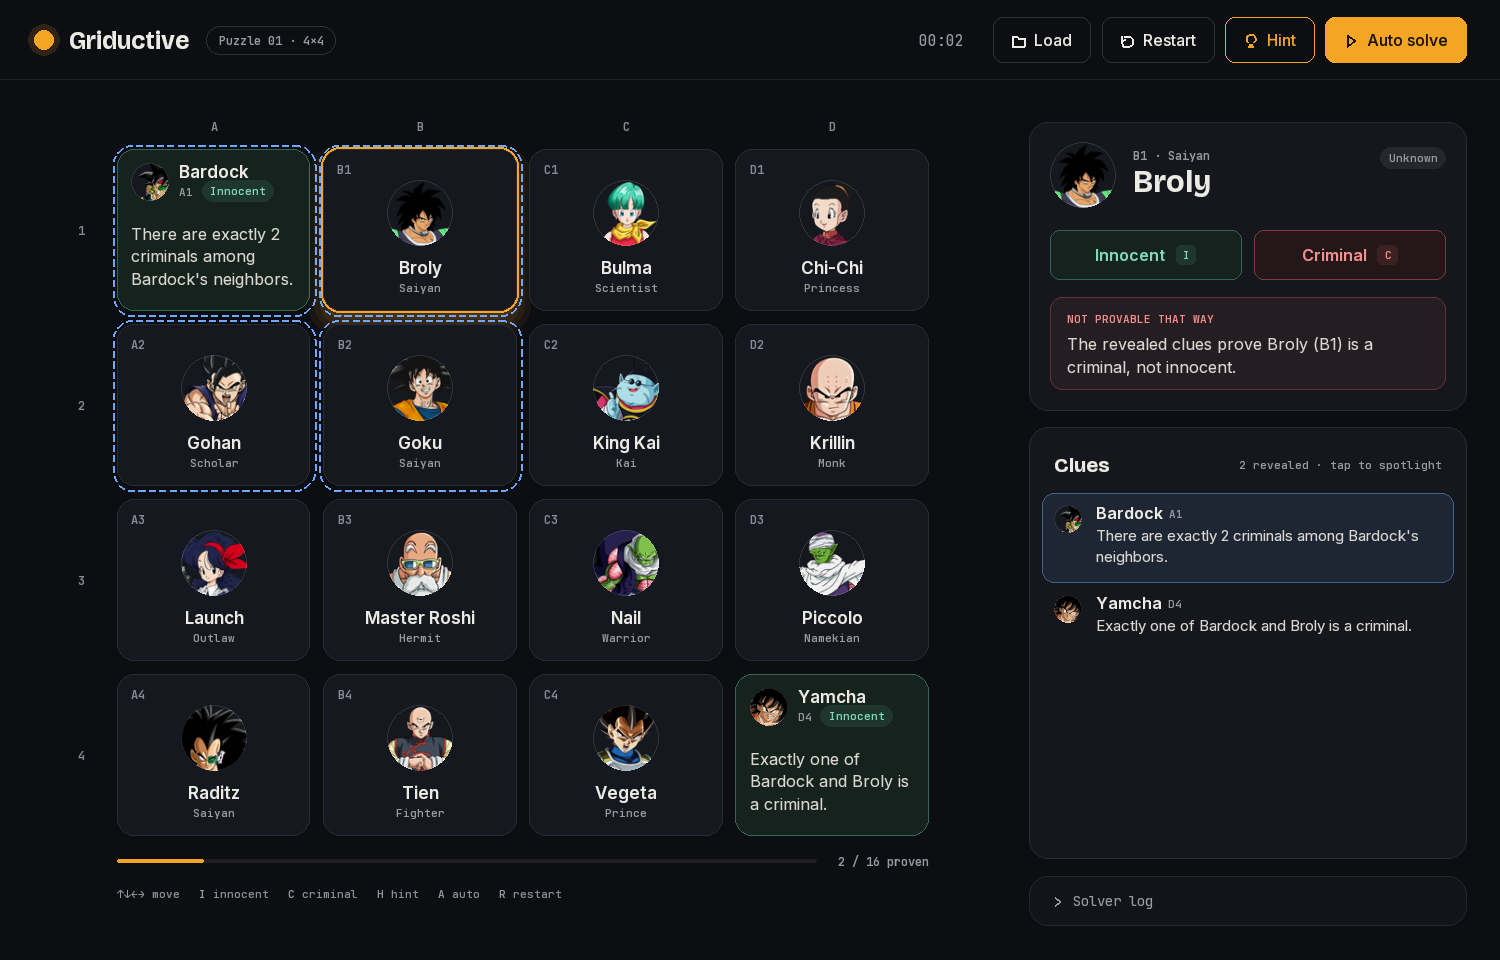 Griductive
Puzzle 01 · 4×4
00:02
Load
Restart
Hint
Auto solve
A
B
C
D
1
Bardock
A1 Innocent
There are exactly 2
criminals among
Bardock's neighbors.
B1
Broly
Saiyan
C1
Bulma
Scientist
D1
Chi-Chi
Princess
2
A2
Gohan
Scholar
B2
Goku
Saiyan
C2
King Kai
Kai
D2
Krillin
Monk
3
A3
Launch
Outlaw
B3
Master Roshi
Hermit
C3
Nail
Warrior
D3
Piccolo
Namekian
4
A4
Raditz
Saiyan
B4
Tien
Fighter
C4
Vegeta
Prince
Yamcha
D4 Innocent
Exactly one of
Bardock and Broly is
a criminal.
2 / 16 proven
↑↓←→ move I innocent C criminal H hint A auto R restart
B1 · Saiyan
Broly
Unknown
Innocent I
Criminal C
NOT PROVABLE THAT WAY
The revealed clues prove Broly (B1) is a
criminal, not innocent.
Clues
2 revealed · tap to spotlight
Bardock A1
There are exactly 2 criminals among Bardock's
neighbors.
Yamcha D4
Exactly one of Bardock and Broly is a criminal.
Solver log